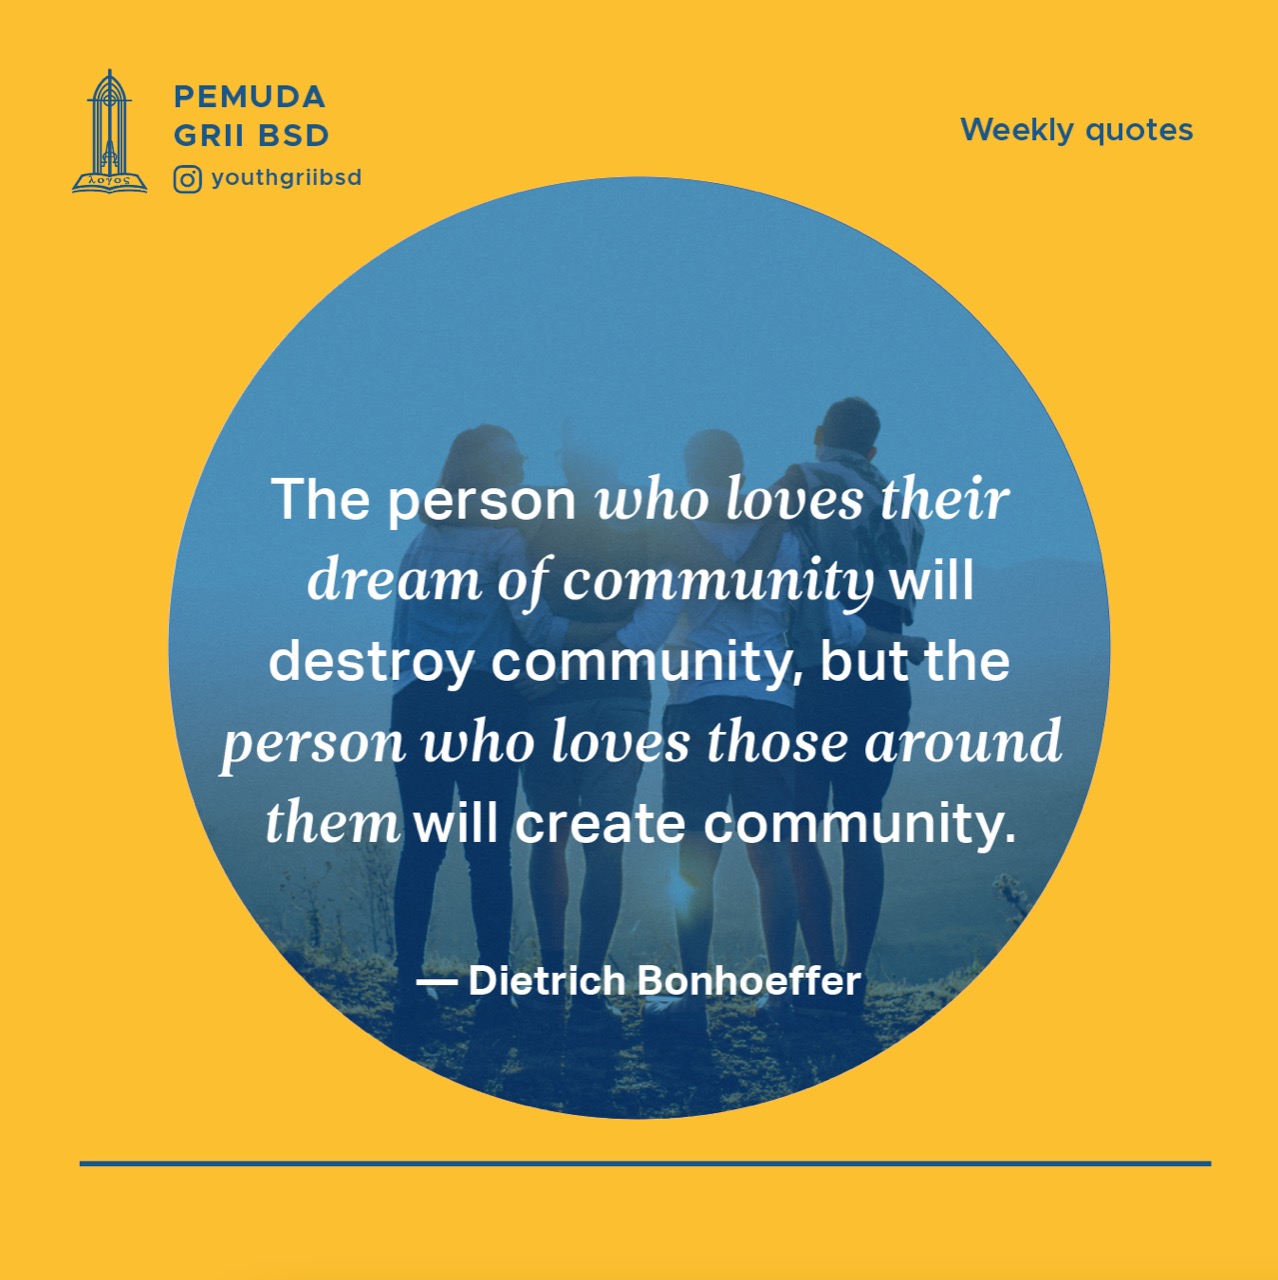 PEMUDA
GRII BSD
youthgriibsd
Weekly quotes
λογος
The person who loves their
dream of community will
destroy community, but the
person who loves those around
them will create community.
— Dietrich Bonhoeffer